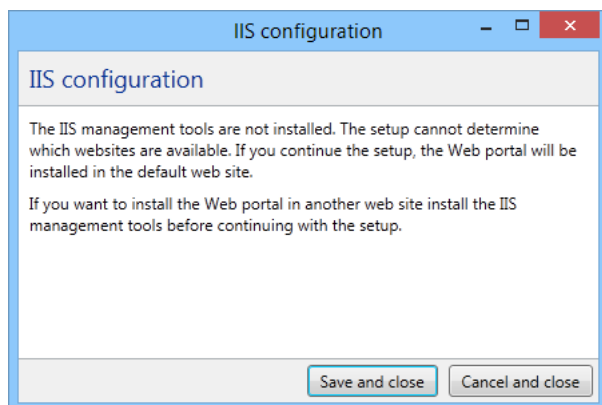 IIS configuration
IIS configuration
The IIS management tools are not installed. The setup cannot determine
which websites are available. If you continue the setup, the Web portal will be
installed in the default web site.
If you want to install the Web portal in another web site install the IIS
management tools before continuing with the setup.
Save and close
Cancel and close